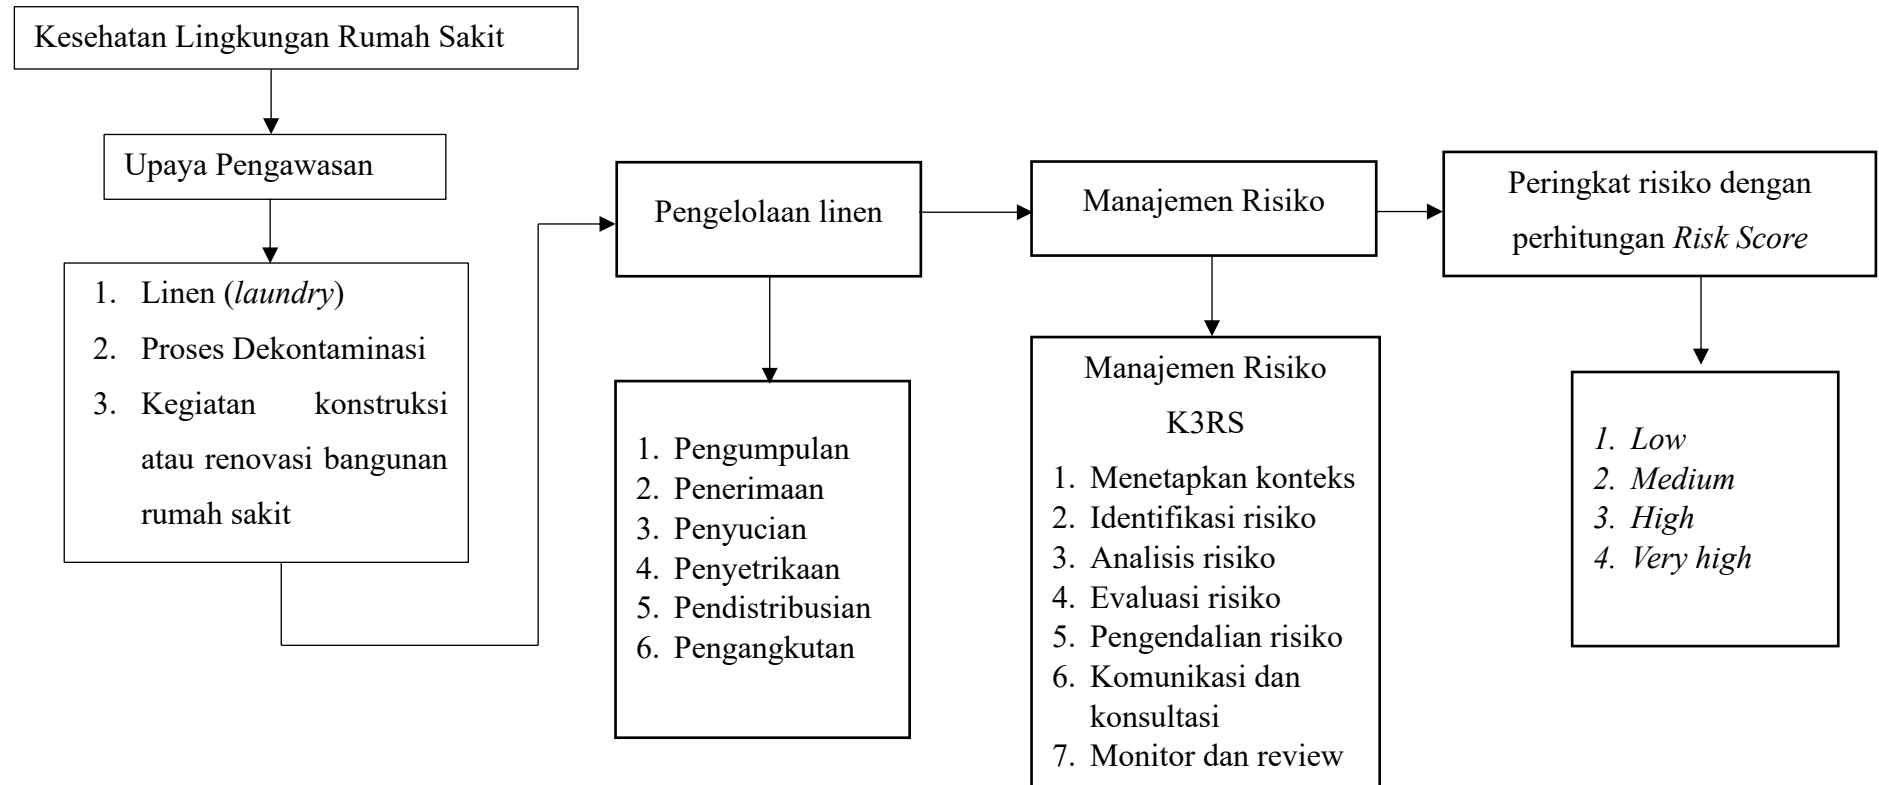 Kesehatan Lingkungan Rumah Sakit
Upaya Pengawasan
1. Linen (laundry)
2. Proses Dekontaminasi
3. Kegiatan konstruksi
atau renovasi bangunan
rumah sakit
Pengelolaan linen
1. Pengumpulan
2. Penerimaan
3. Penyucian
4. Penyetrikaan
5. Pendistribusian
6. Pengangkutan
Manajemen Risiko
Manajemen Risiko
K3RS
1. Menetapkan konteks
2. Identifikasi risiko
3. Analisis risiko
4. Evaluasi risiko
5. Pengendalian risiko
6. Komunikasi dan
konsultasi
7. Monitor dan review
Peringkat risiko dengan
perhitungan Risk Score
1. Low
2. Medium
3. High
4. Very high